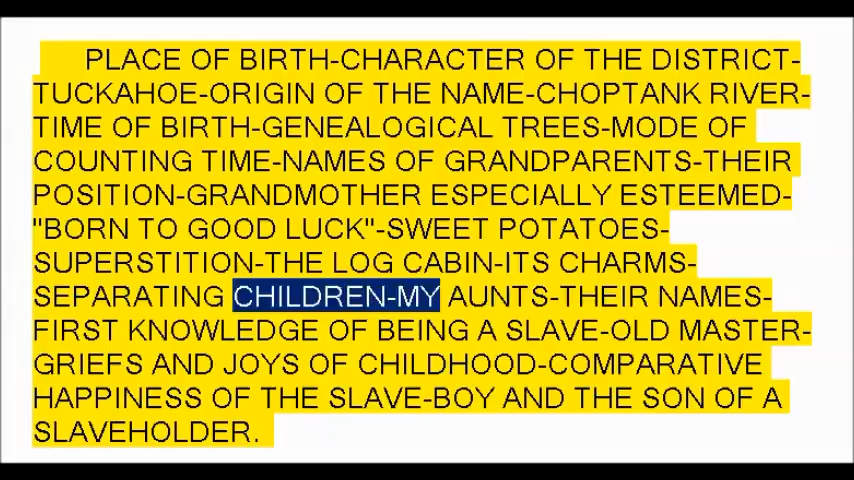 PLACE OF BIRTH-CHARACTER OF THE DISTRICT-
TUCKAHOE-ORIGIN OF THE NAME-CHOPTANK RIVER-
TIME OF BIRTH-GENEALOGICAL TREES-MODE OF
COUNTING TIME-NAMES OF GRANDPARENTS-THEIR
POSITION-GRANDMOTHER ESPECIALLY ESTEEMED-
"BORN TO GOOD LUCK"-SWEET POTATOES-
SUPERSTITION-THE LOG CABIN-ITS CHARMS-
SEPARATING CHILDREN-MY AUNTS-THEIR NAMES-
FIRST KNOWLEDGE OF BEING A SLAVE-OLD MASTER-
GRIEFS AND JOYS OF CHILDHOOD-COMPARATIVE
HAPPINESS OF THE SLAVE-BOY AND THE SON OF A
SLAVEHOLDER.